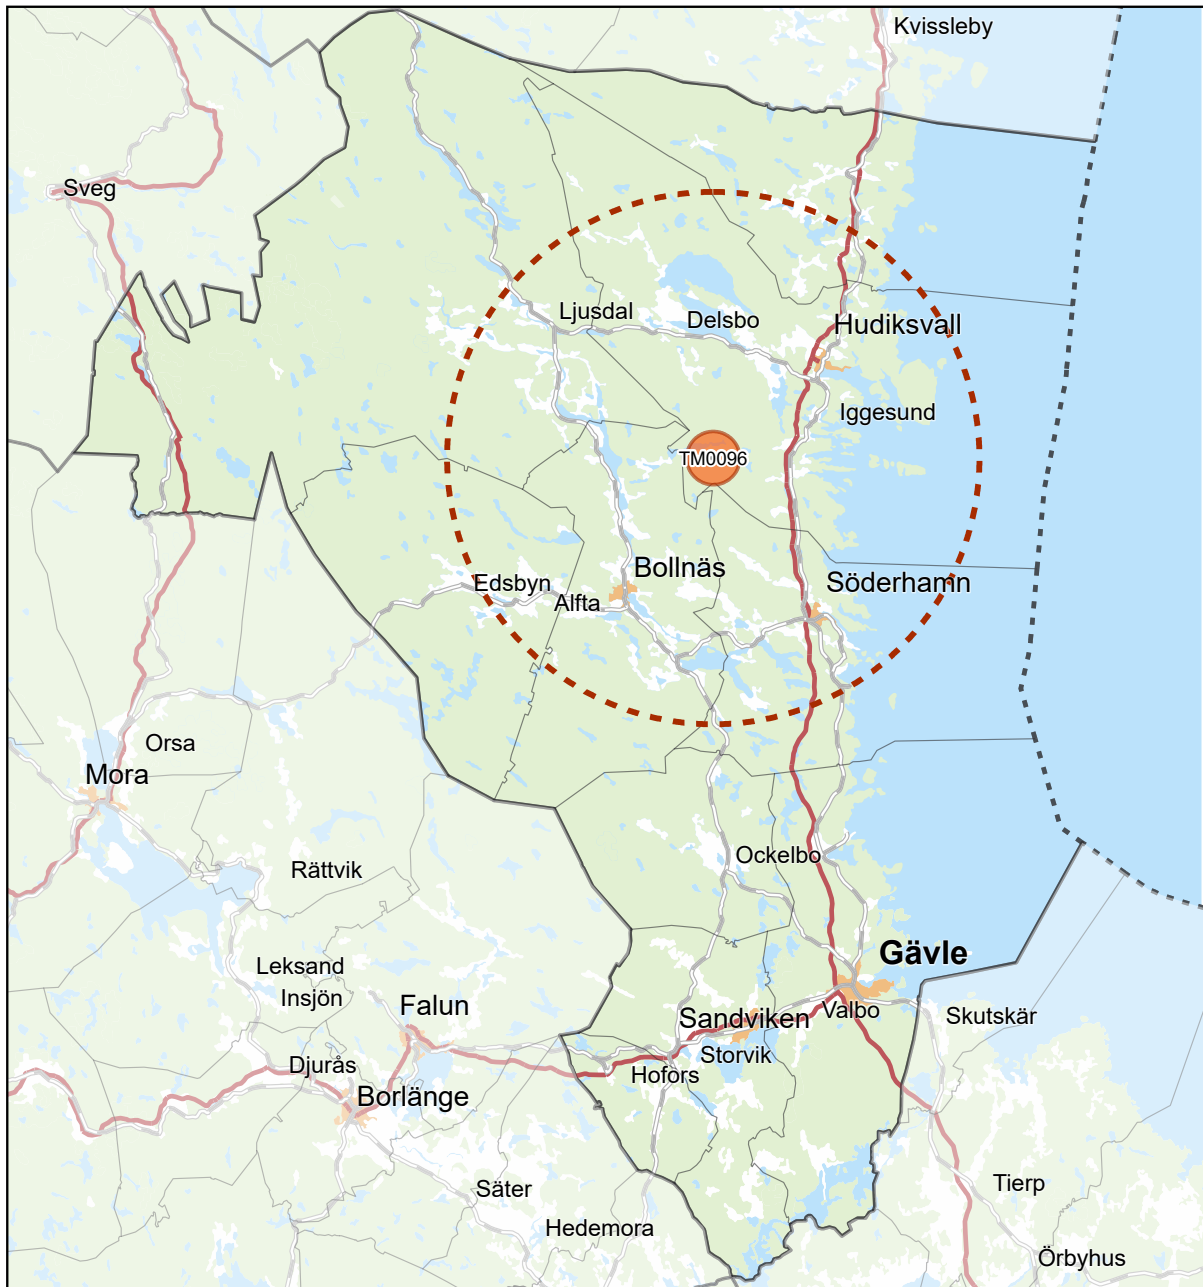 Kvissleby
Sveg
Ljusdal
Delsbo
Hudiksvall
Iggesund
TM0096
Bollnäs
Edsbyn
Alfta
Söderhamn
Orsa
Mora
Ockelbo
Rättvik
Gävle
Leksand
Insjön
Falun
Sandviken
Valbo
Skutskär
Storvik
Djurås
Hofors
Borlänge
Säter
Tierp
Hedemora
Örbyhus